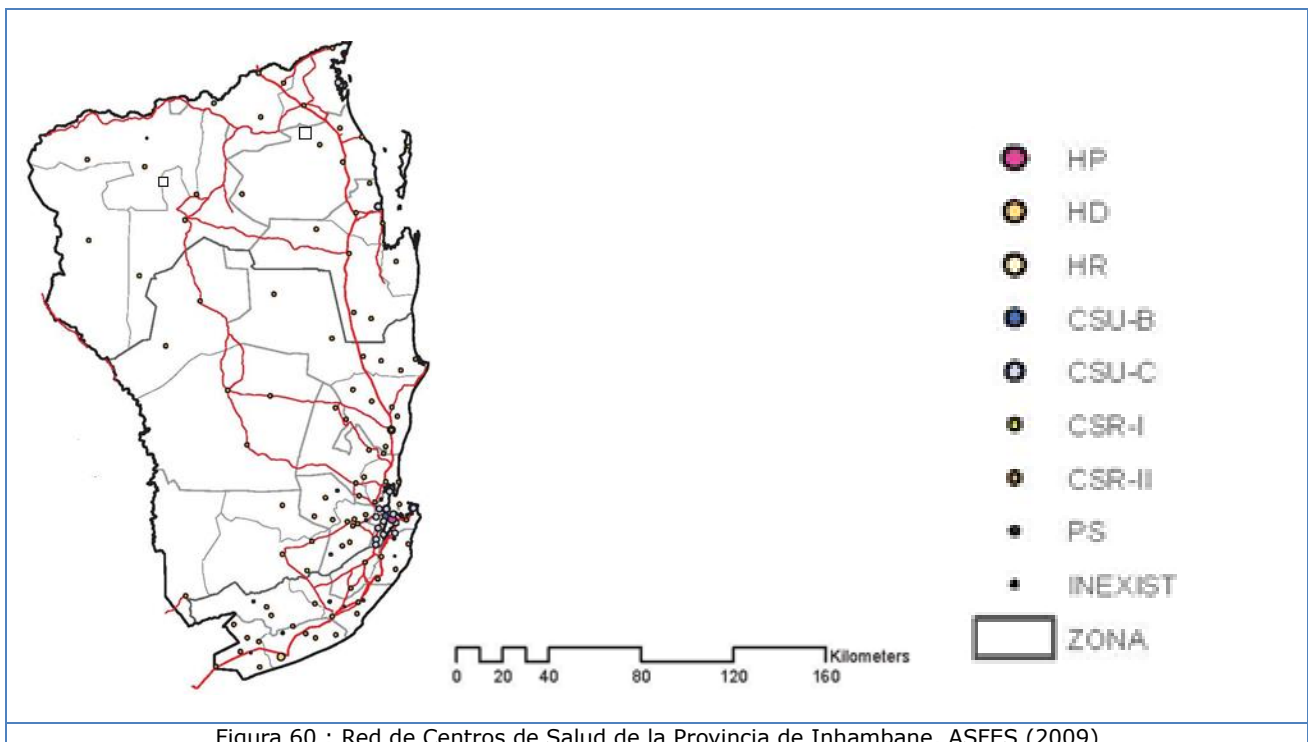 HP
HD
HR
CSU-B
CSU-C
CSR-I
CSR-II
PS
INEXIST
ZONA
Kilometers
0 20 40 80 120 160
Figura 60 : Red de Centros de Salud de la Provincia de Inhambane. ASFES (2009)